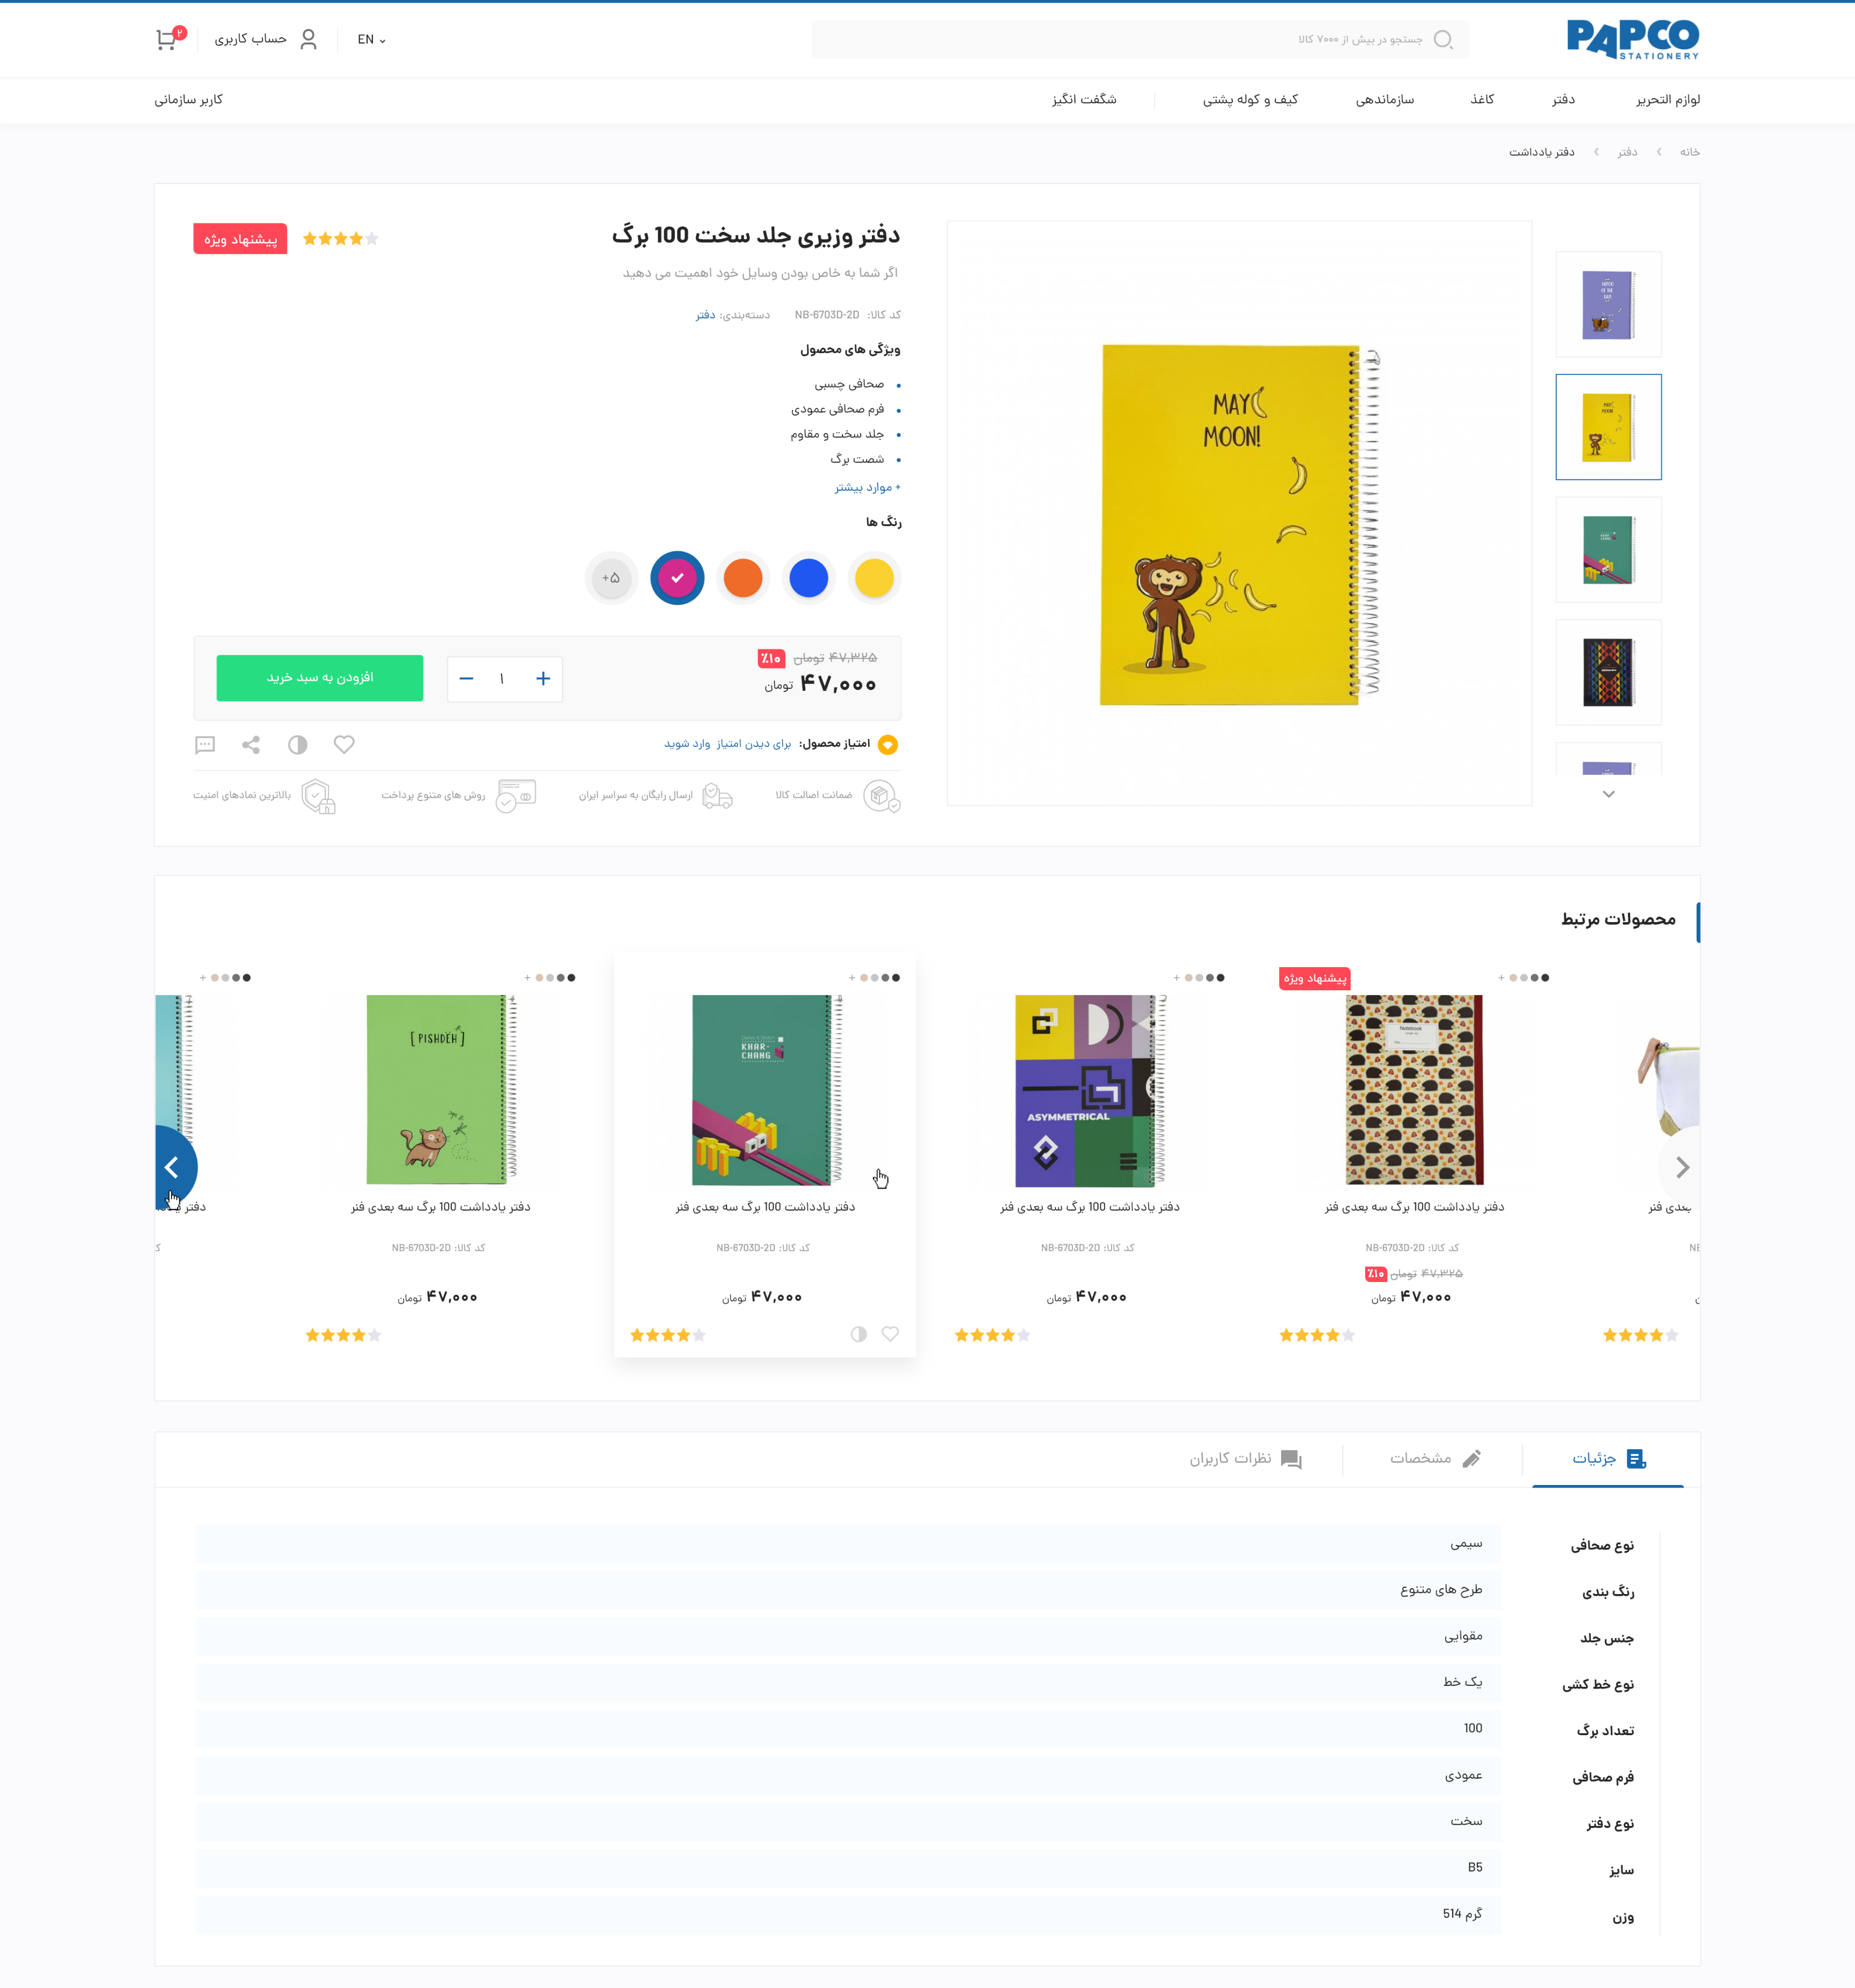 PAPCO
STATIONERY
جستجو در بیش از ۷۰۰۰ کالا
EN
حساب کاربری
۲
لوازم التحریر
دفتر
کاغذ
سازماندهی
کیف و کوله پشتی
شگفت انگیز
کاربر سازمانی
خانه
دفتر
دفتر یادداشت
دفتر وزیری جلد سخت 100 برگ
پیشنهاد ویژه
اگر شما به خاص بودن وسایل خود اهمیت می دهید
کد کالا: NB-6703D-2D
دسته‌بندی: دفتر
ویژگی های محصول
صحافی چسبی
فرم صحافی عمودی
جلد سخت و مقاوم
شصت برگ
+ موارد بیشتر
رنگ ها
+۵
MAY
MOON!
۴۷,۳۲۵ تومان
٪۱۰
۴۷,۰۰۰ تومان
۱
افزودن به سبد خرید
امتیاز محصول: برای دیدن امتیاز وارد شوید
ضمانت اصالت کالا
ارسال رایگان به سراسر ایران
روش های متنوع پرداخت
بالاترین نمادهای امنیت
محصولات مرتبط
پیشنهاد ویژه
Notebook
ASYMMETRICAL
KHAR-
CHANG
[PISHDEH]
بعدی فنر
دفتر یادداشت 100 برگ سه بعدی فنر
دفتر یادداشت 100 برگ سه بعدی فنر
دفتر یادداشت 100 برگ سه بعدی فنر
دفتر یادداشت 100 برگ سه بعدی فنر
دفتر
NB
کد کالا: NB-6703D-2D
کد کالا: NB-6703D-2D
کد کالا: NB-6703D-2D
کد کالا: NB-6703D-2D
۴۷,۳۲۵ تومان
٪۱۰
۴۷,۰۰۰ تومان
۴۷,۰۰۰ تومان
۴۷,۰۰۰ تومان
۴۷,۰۰۰ تومان
جزئیات
مشخصات
نظرات کاربران
نوع صحافی
سیمی
رنگ بندی
طرح های متنوع
جنس جلد
مقوایی
نوع خط کشی
یک خط
تعداد برگ
100
فرم صحافی
عمودی
نوع دفتر
سخت
سایز
B5
وزن
514 گرم